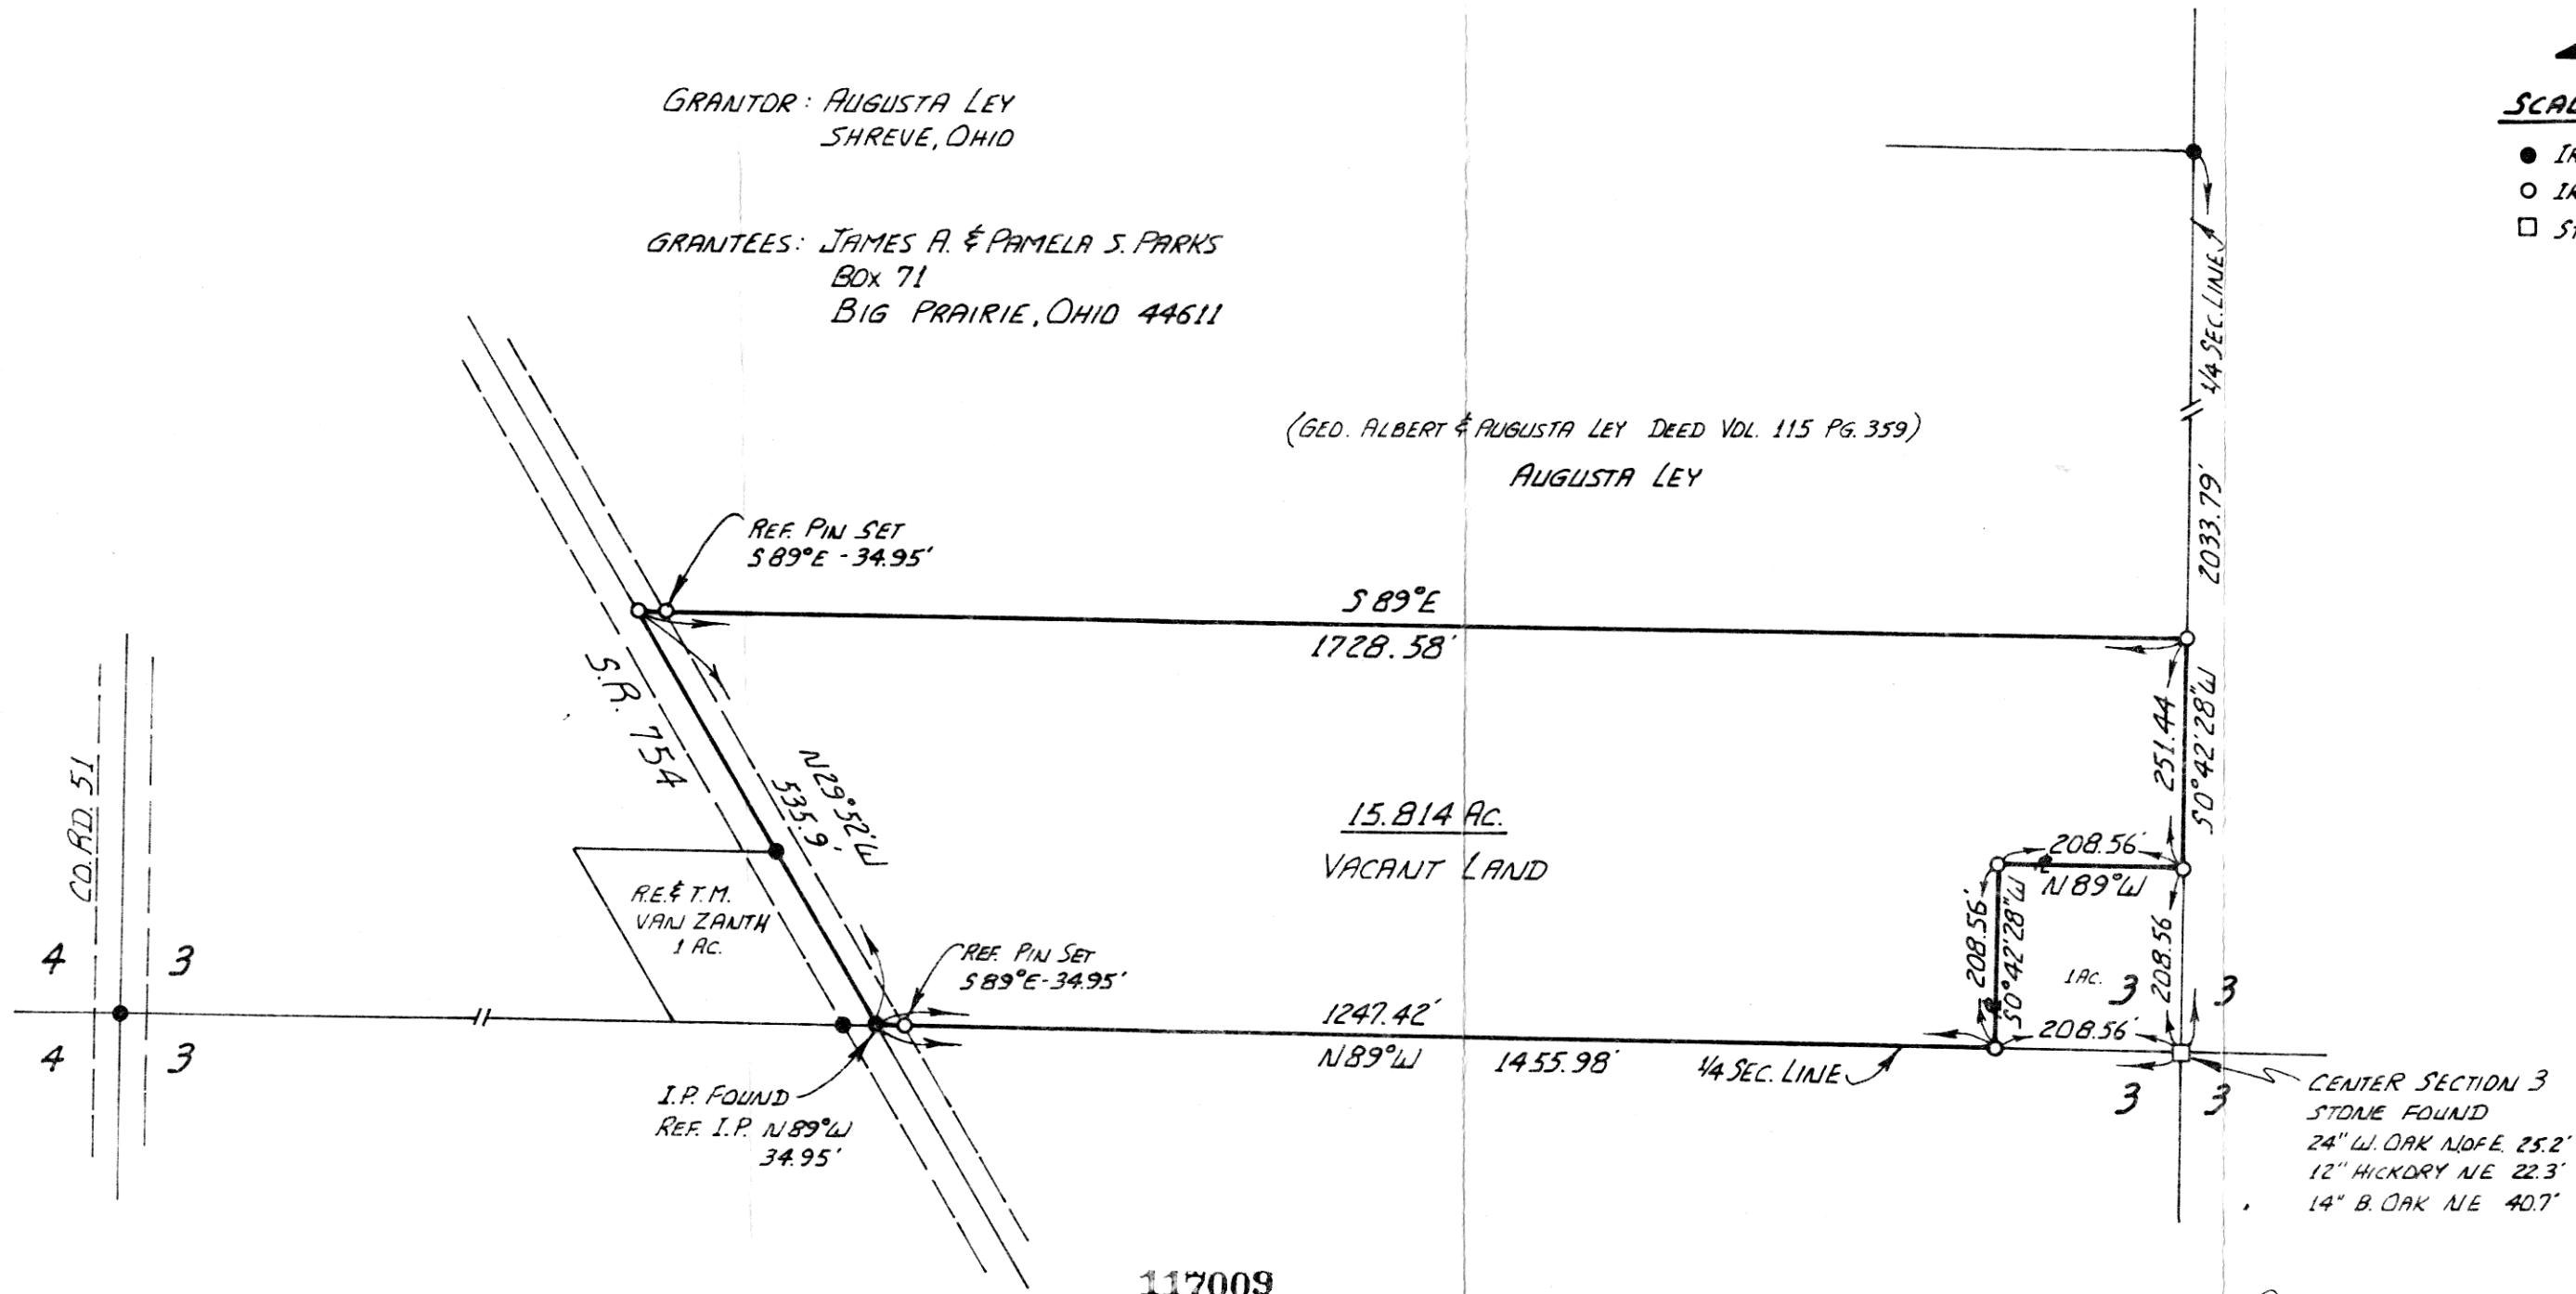 GRANTOR: AUGUSTA LEY
SHREVE, OHIO
GRANTEES: JAMES A. & PAMELA S. PARKS
BOX 71
BIG PRAIRIE, OHIO 44611
(GEO. ALBERT & AUGUSTA LEY DEED VOL. 115 PG. 359)
AUGUSTA LEY
1/4 SEC. LINE
2033.79'
REF. PIN SET
S 89°E - 34.95'
S 89°E
1728.58'
S.R. 754
N29°52'W
535.9'
251.44
S0°42'28"W
CO. RD. 51
15.814 AC.
VACANT LAND
208.56'
N 89°W
R.E. & T.M.
VAN ZANTH
1 AC.
208.56'
S0°42'28"W
1 AC.
208.56
4 3
3 3
REF. PIN SET
S 89°E - 34.95'
1247.42'
N 89°W 1455.98' 1/4 SEC. LINE
208.56'
4 3
3 3
I.P. FOUND
REF. I.P. N 89°W
34.95'
CENTER SECTION 3
STONE FOUND
24" W. OAK N.OF E. 25.2'
12" HICKORY NE 22.3'
14" B. OAK NE 40.7'
117009